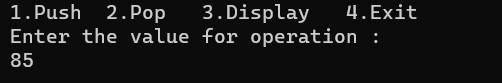 1.Push  2.Pop   3.Display   4.Exit
Enter the value for operation :
85